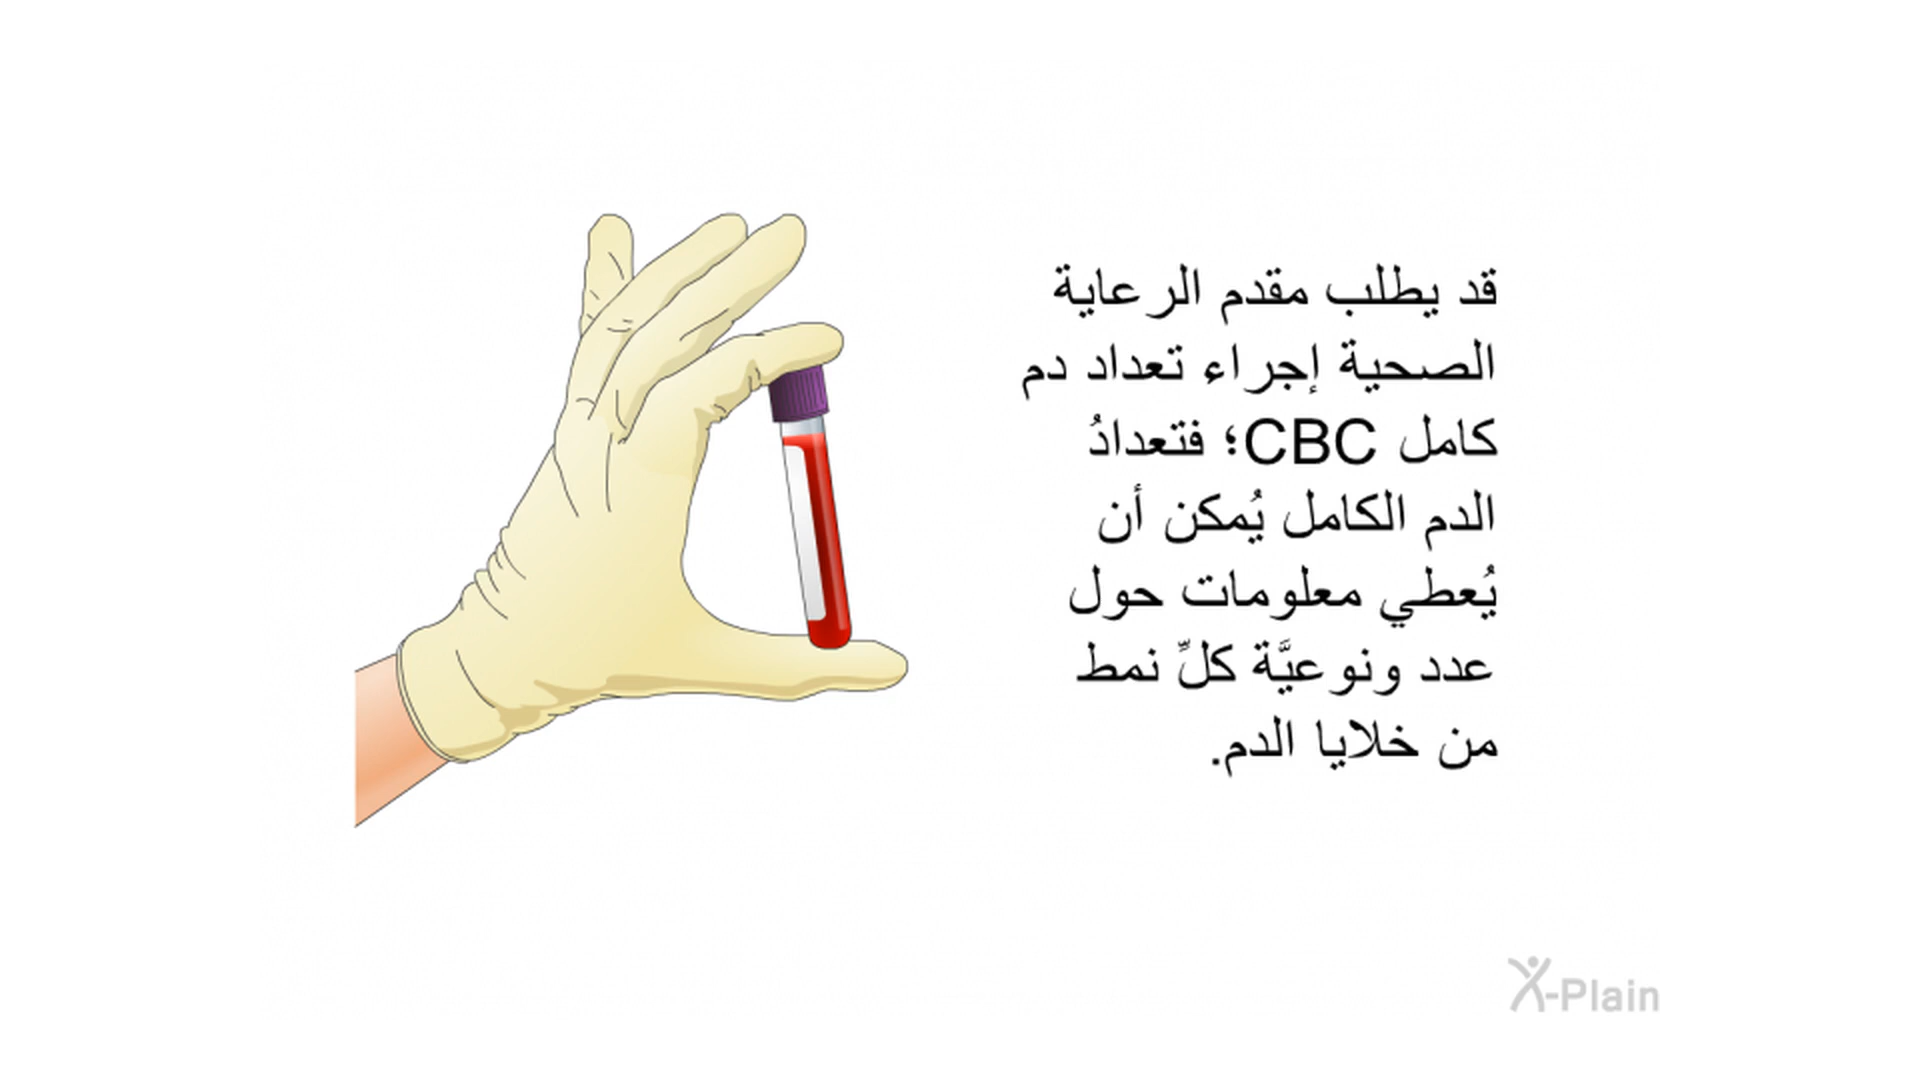 قد يطلب مقدم الرعاية
الصحية إجراء تعداد دم
كامل CBC؛ فتعدادُ
الدم الكامل يُمكن أن
يُعطي معلومات حول
عدد ونوعيَّة كلِّ نمط
من خلايا الدم.
X-Plain